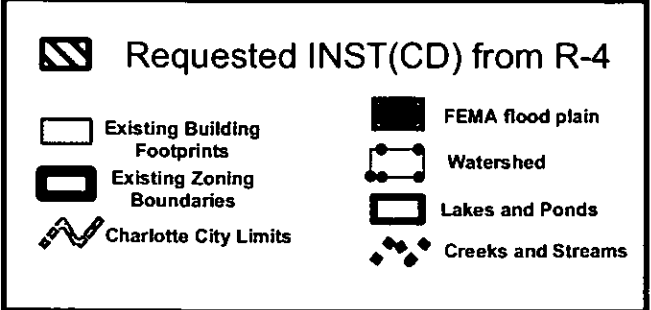 Requested INST(CD) from R-4
Existing Building
Footprints
Existing Zoning
Boundaries
Charlotte City Limits
FEMA flood plain
Watershed
Lakes and Ponds
Creeks and Streams